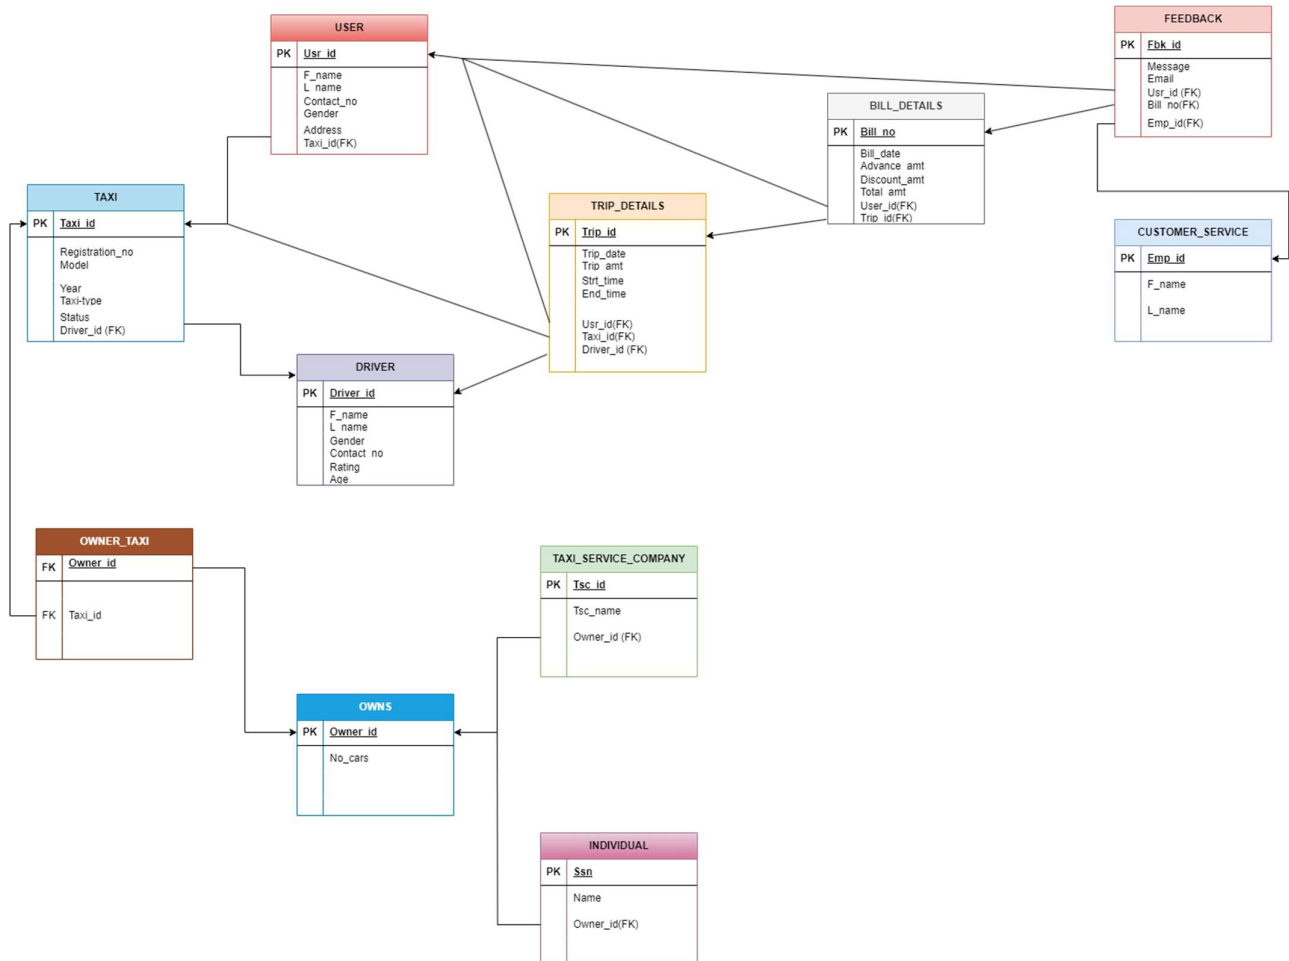 USER
PK Usr_id
F_name
L_name
Contact_no
Gender
Address
Taxi_id(FK)
FEEDBACK
PK Fbk_id
Message
Email
Usr_id (FK)
Bill_no(FK)
Emp_id(FK)
BILL_DETAILS
PK Bill_no
Bill_date
Advance_amt
Discount_amt
Total_amt
User_id(FK)
Trip_id(FK)
TAXI
PK Taxi_id
Registration_no
Model
Year
Taxi-type
Status
Driver_id (FK)
TRIP_DETAILS
PK Trip_id
Trip_date
Trip_amt
Strt_time
End_time
Usr_id(FK)
Taxi_id(FK)
Driver_id (FK)
CUSTOMER_SERVICE
PK Emp_id
F_name
L_name
DRIVER
PK Driver_id
F_name
L_name
Gender
Contact_no
Rating
Age
OWNER_TAXI
FK Owner_id
FK Taxi_id
TAXI_SERVICE_COMPANY
PK Tsc_id
Tsc_name
Owner_id (FK)
OWNS
PK Owner_id
No_cars
INDIVIDUAL
PK Ssn
Name
Owner_id(FK)